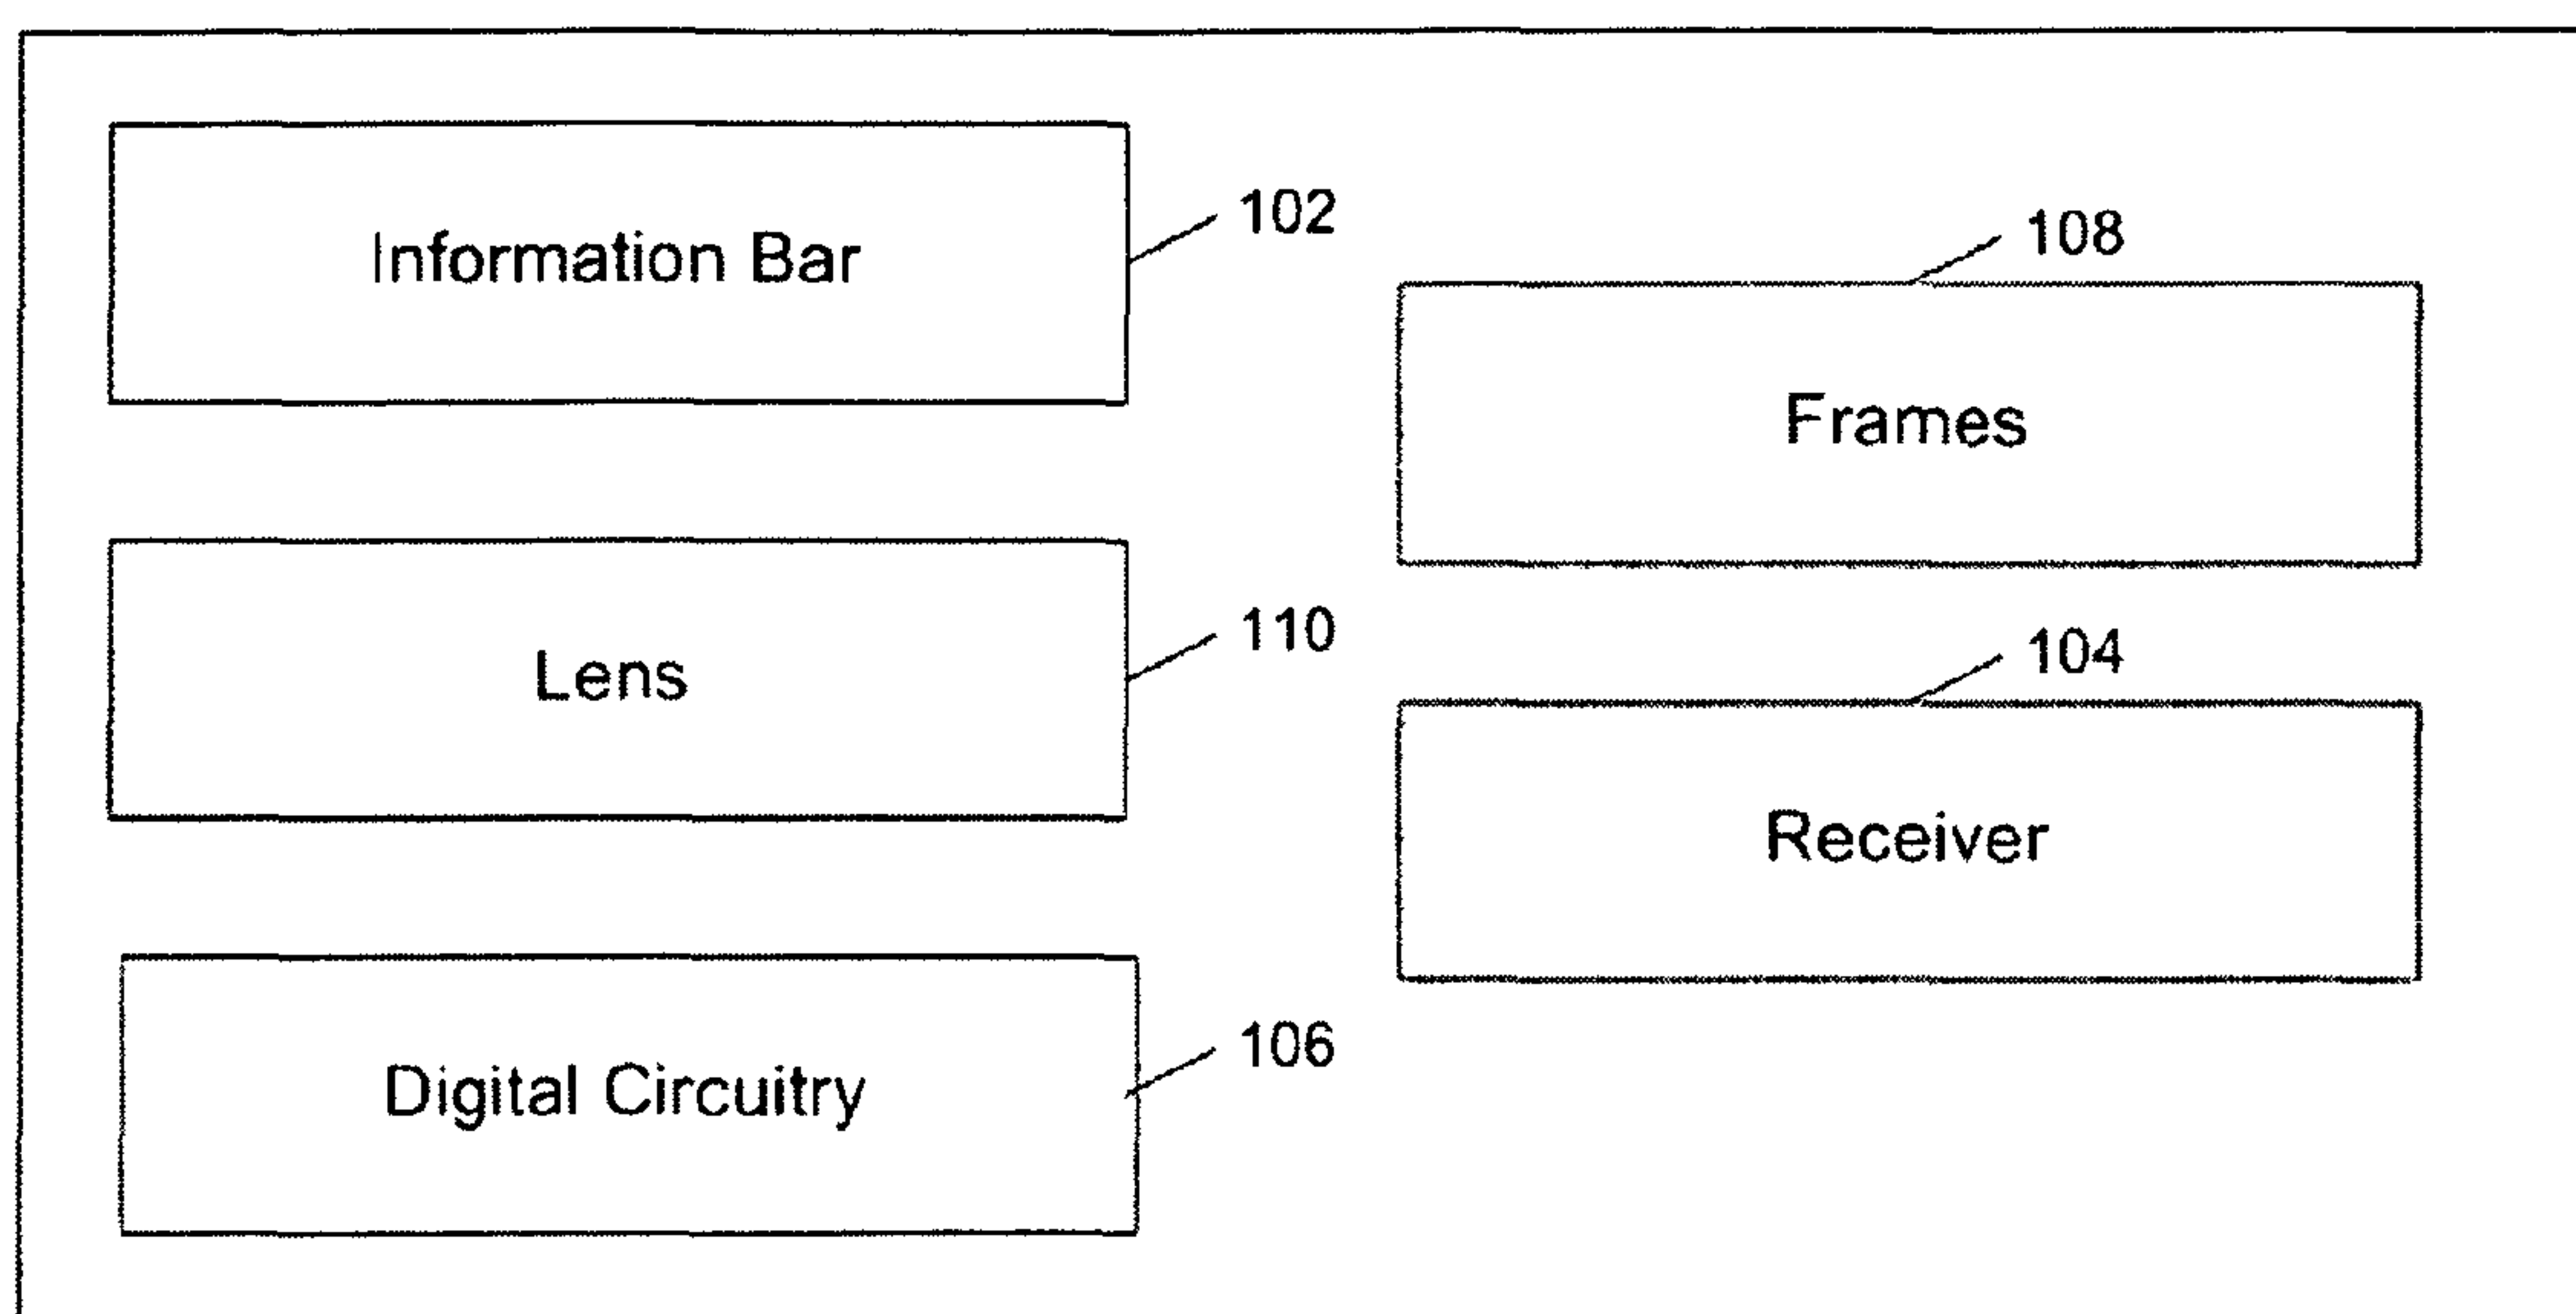 Information Bar
102
108
Frames
Lens
110
104
Receiver
Digital Circuitry
106